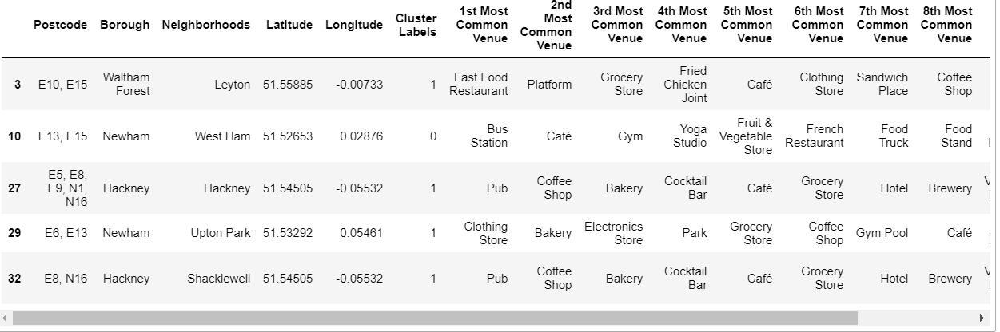 Postcode Borough Neighborhoods Latitude Longitude Cluster Labels 1st Most Common Venue 2nd Most Common Venue 3rd Most Common Venue 4th Most Common Venue 5th Most Common Venue 6th Most Common Venue 7th Most Common Venue 8th Most Common Venue
3 E10, E15 Waltham Forest Leyton 51.55885 -0.00733 1 Fast Food Restaurant Platform Grocery Store Fried Chicken Joint Café Clothing Store Sandwich Place Coffee Shop
10 E13, E15 Newham West Ham 51.52653 0.02876 0 Bus Station Café Gym Yoga Studio Fruit & Vegetable Store French Restaurant Food Truck Food Stand
27 E5, E8, E9, N1, N16 Hackney Hackney 51.54505 -0.05532 1 Pub Coffee Shop Bakery Cocktail Bar Café Grocery Store Hotel Brewery
29 E6, E13 Newham Upton Park 51.53292 0.05461 1 Clothing Store Bakery Electronics Store Park Grocery Store Coffee Shop Gym Pool Café
32 E8, N16 Hackney Shacklewell 51.54505 -0.05532 1 Pub Coffee Shop Bakery Cocktail Bar Café Grocery Store Hotel Brewery